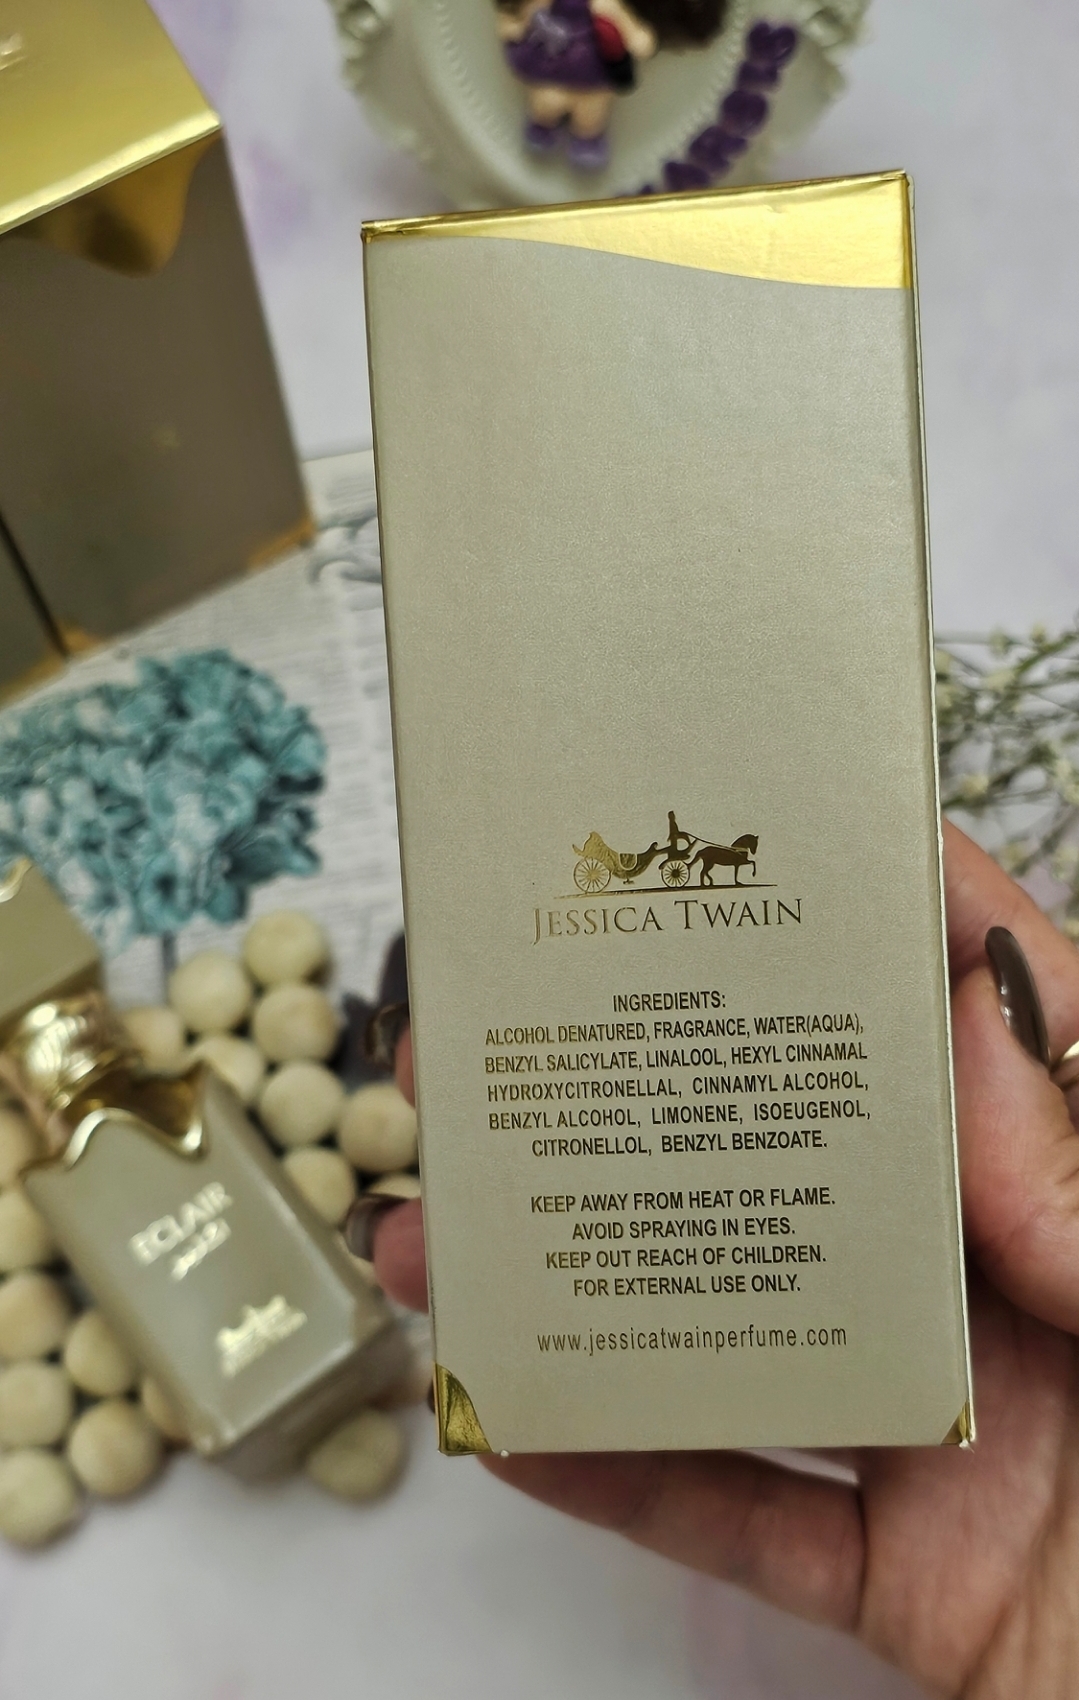 JESSICA TWAIN
INGREDIENTS:
ALCOHOL DENATURED, FRAGRANCE, WATER(AQUA),
BENZYL SALICYLATE, LINALOOL, HEXYL CINNAMAL
HYDROXYCITRONELLAL, CINNAMYL ALCOHOL,
BENZYL ALCOHOL, LIMONENE, ISOEUGENOL,
CITRONELLOL, BENZYL BENZOATE.
KEEP AWAY FROM HEAT OR FLAME.
AVOID SPRAYING IN EYES.
KEEP OUT REACH OF CHILDREN.
FOR EXTERNAL USE ONLY.
www.jessicatwainperfume.com
ECLAIR